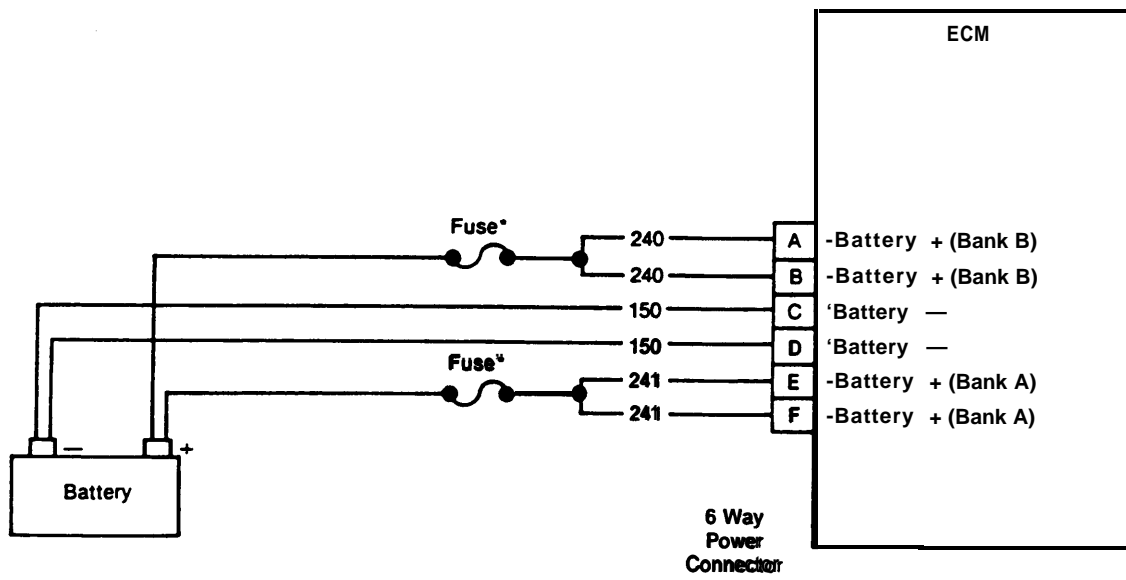 ECM
Fuse*
240 A -Battery + (Bank B)
240 B -Battery + (Bank B)
150 C ‘Battery —
150 D ‘Battery —
Fuse*
241 E -Battery + (Bank A)
241 F -Battery + (Bank A)
— +
Battery
6 Way
Power
Connector